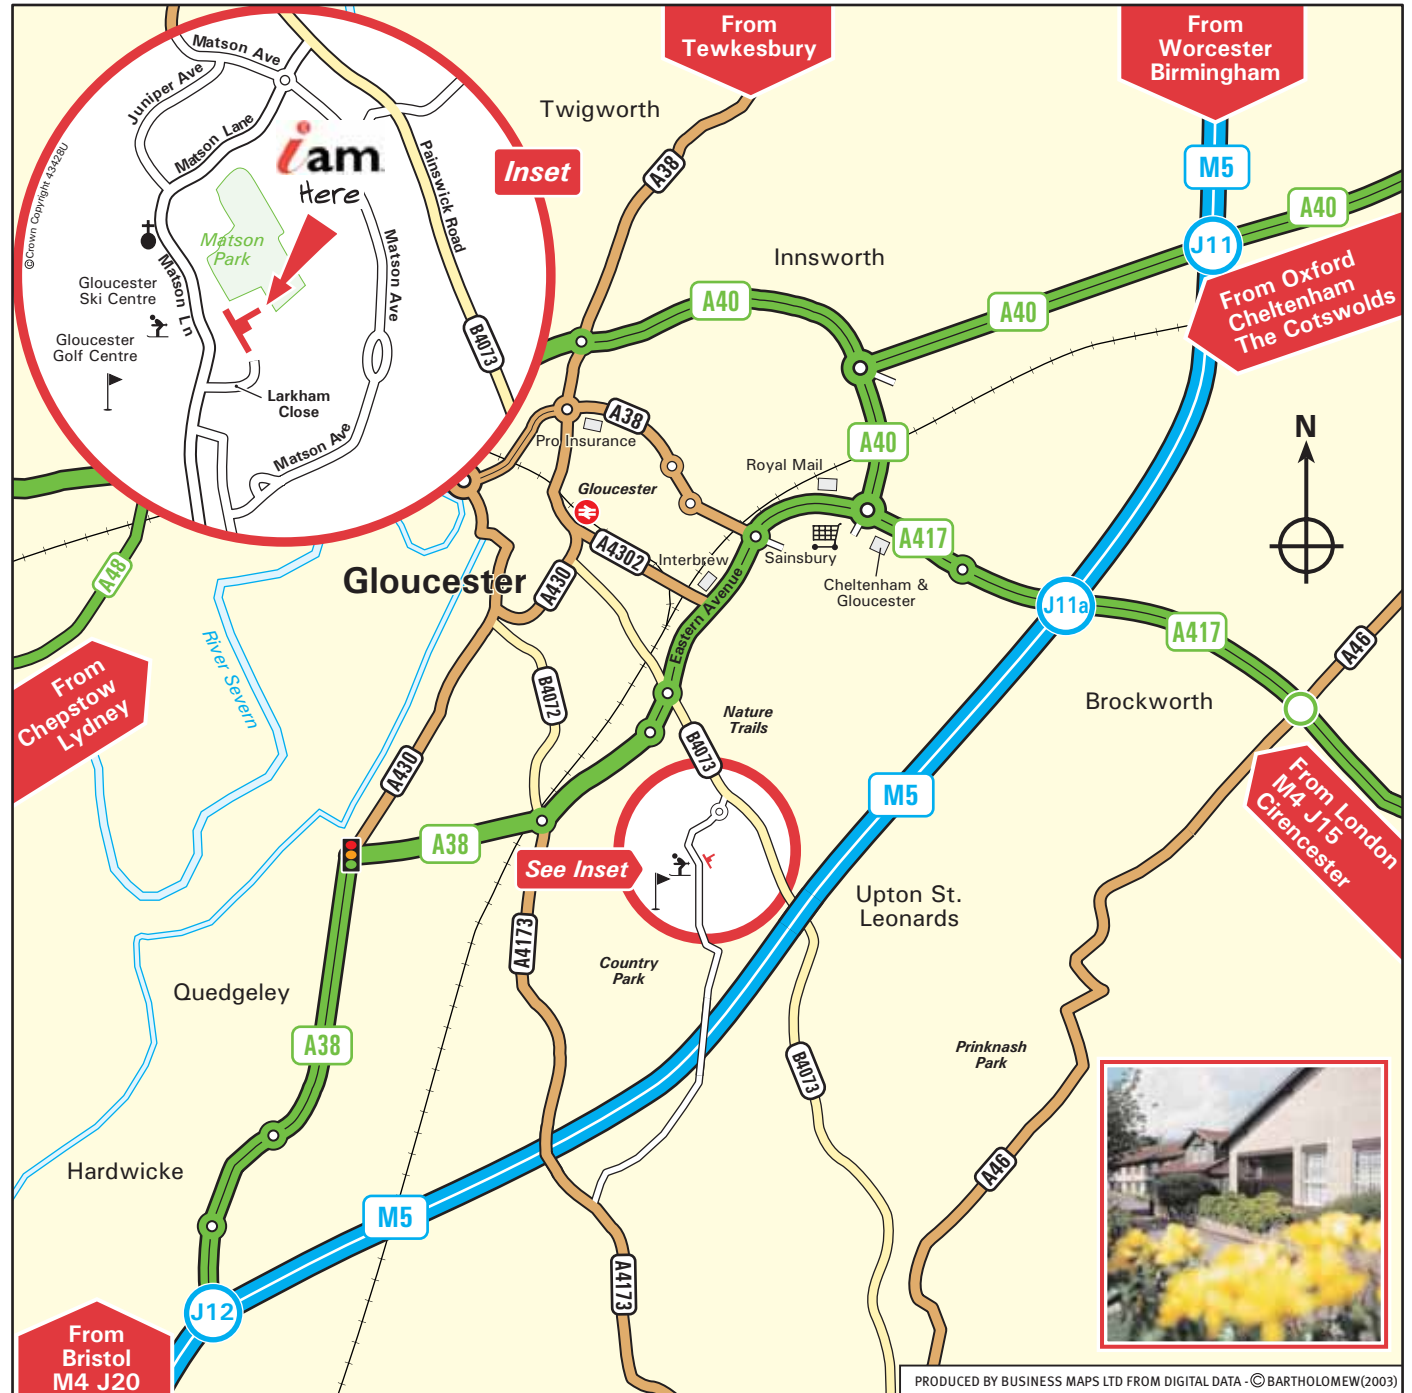 From
Tewkesbury
From
Worcester
Birmingham
Matson Ave
Juniper Ave
Matson Lane
iam
Here
Painswick Road
Inset
©Crown Copyright 43428U
Matson
Park
Matson Ave
Matson Ln
Gloucester
Ski Centre
Gloucester
Golf Centre
B4073
Larkham
Close
Matson Ave
Twigworth
A38
M5
A40
J11
Innsworth
A40
A40
From Oxford
Cheltenham
The Cotswolds
A38
Pro Insurance
A40
Royal Mail
N
Gloucester
A4302
Interbrew
Sainsbury
A417
Cheltenham &
Gloucester
A48
Gloucester
A430
Eastern Avenue
J11a
A417
A46
River Severn
From
Chepstow
Lydney
B4072
Nature
Trails
Brockworth
A430
B4073
M5
From London
M4 J15
Cirencester
A38
See Inset
Upton St.
Leonards
A4173
Country
Park
Quedgeley
A38
Prinknash
Park
B4073
Hardwicke
A46
M5
A4173
J12
From
Bristol
M4 J20
PRODUCED BY BUSINESS MAPS LTD FROM DIGITAL DATA - © BARTHOLOMEW(2003)